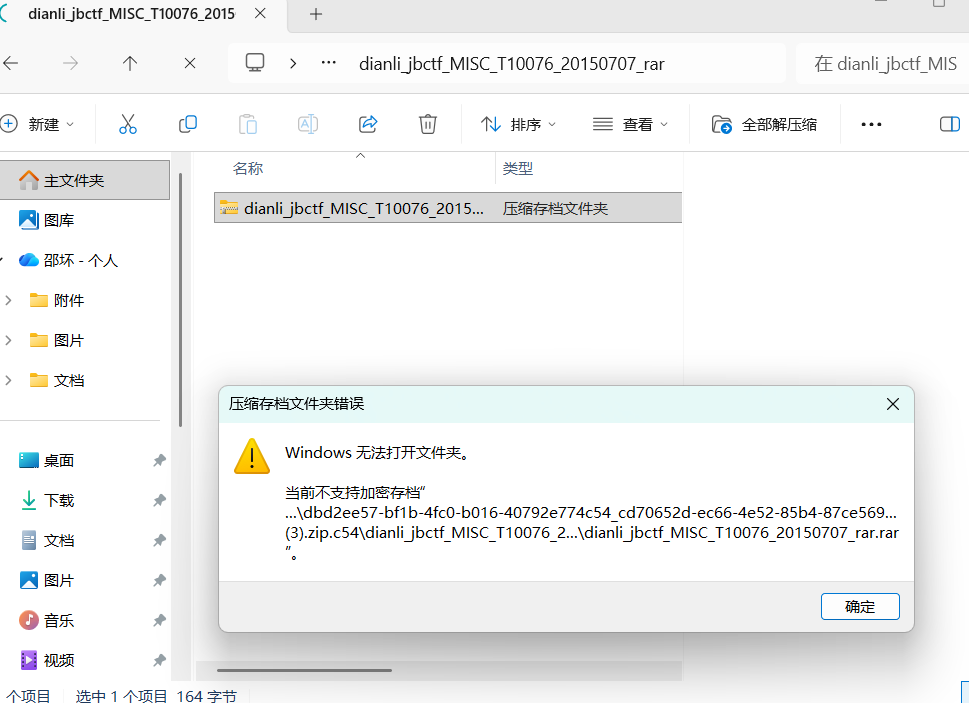 dianli_jbctf_MISC_T10076_2015
dianli_jbctf_MISC_T10076_20150707_rar
在 dianli_jbctf_MIS
新建
排序
查看
全部解压缩
名称
类型
主文件夹
dianli_jbctf_MISC_T10076_2015...
压缩存档文件夹
图库
邵坏 - 个人
附件
图片
文档
压缩存档文件夹错误
Windows 无法打开文件夹。
当前不支持加密存档“
...\dbd2ee57-bf1b-4fc0-b016-40792e774c54_cd70652d-ec66-4e52-85b4-87ce569...
(3).zip.c54\dianli_jbctf_MISC_T10076_2...\dianli_jbctf_MISC_T10076_20150707_rar.rar
”。
确定
桌面
下载
文档
图片
音乐
视频
个项目
选中 1 个项目
164 字节